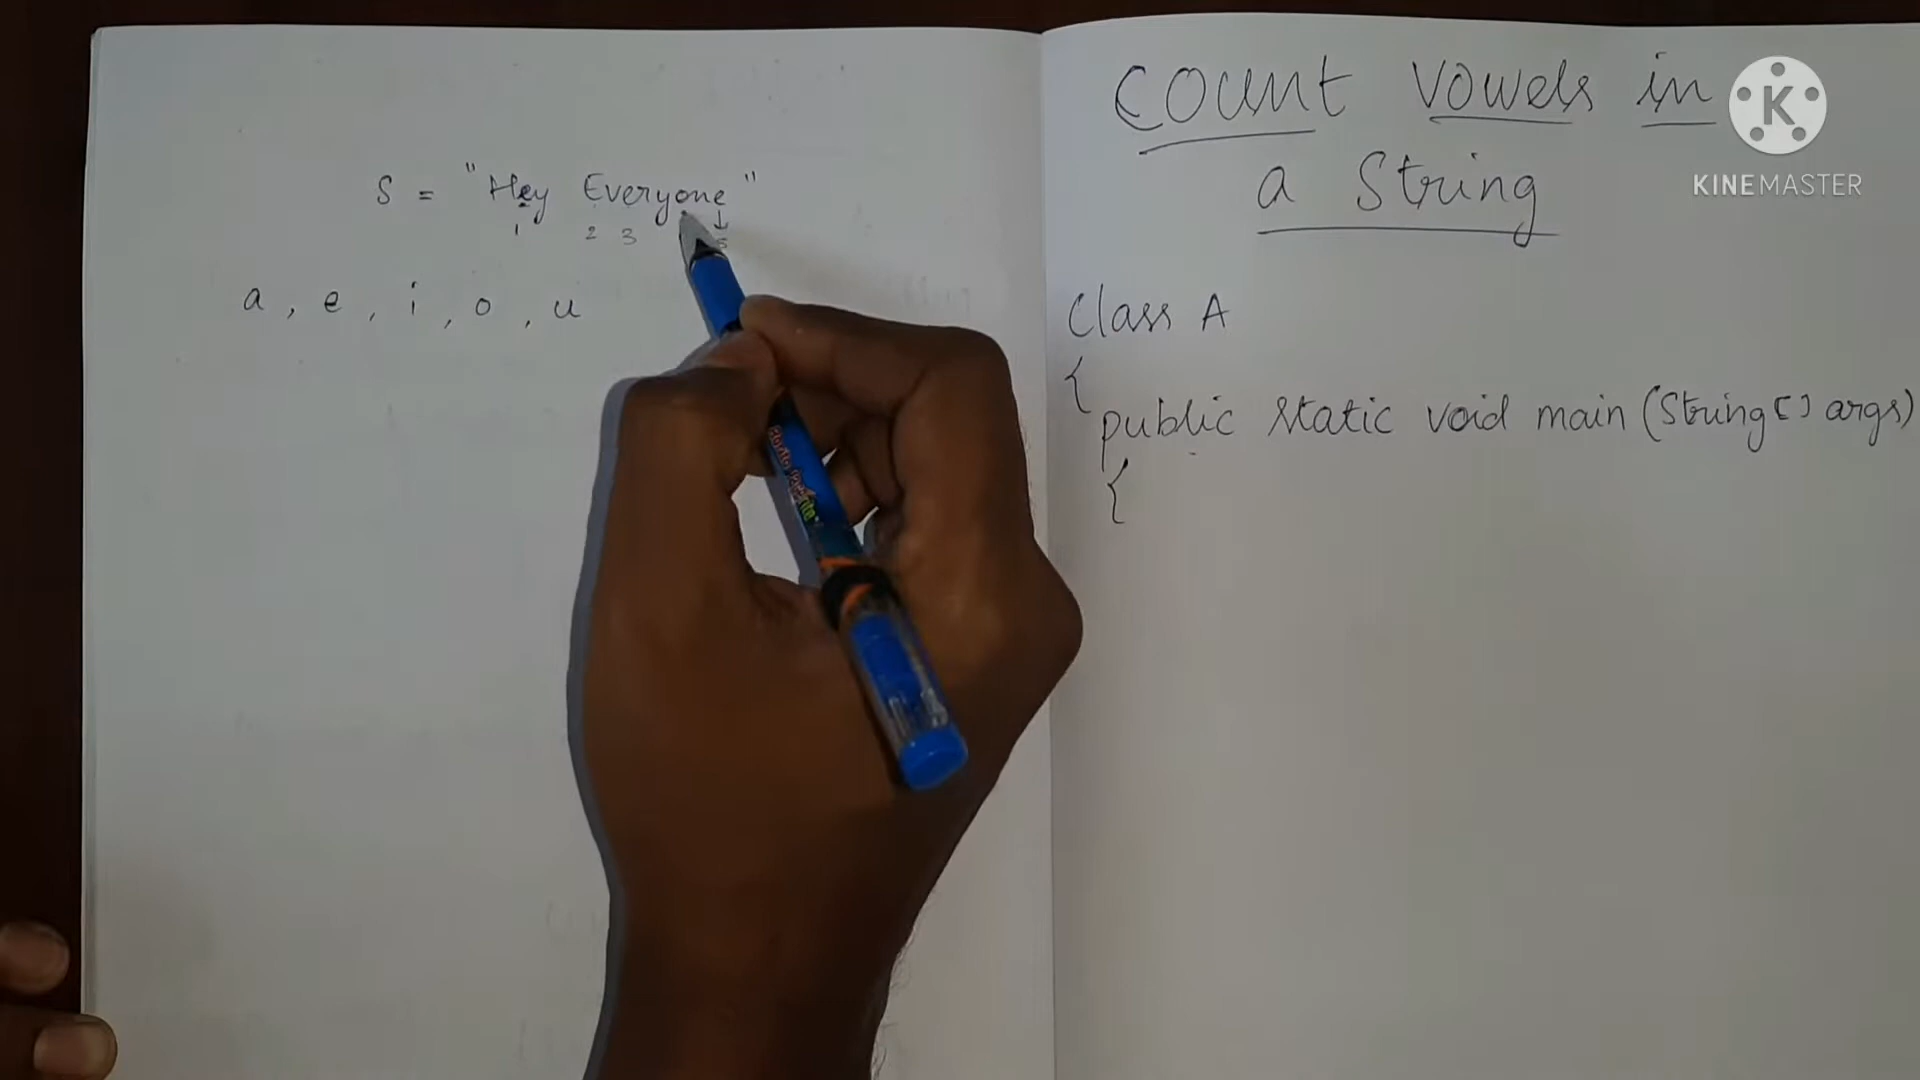 S = "Hey Everyone"
1 2 3 5
a , e , i , o , u
Count Vowels in
a String
Class A
{
public static void main (String [] args)
{
K
KINEMASTER